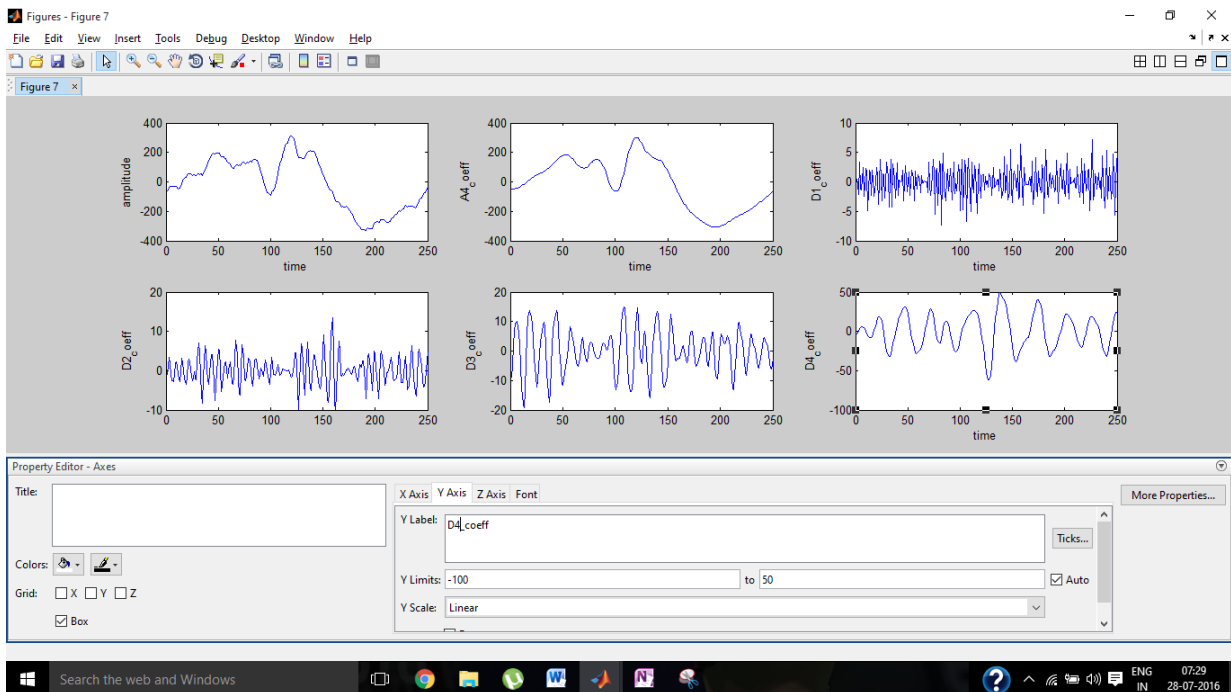 Figures - Figure 7
File Edit View Insert Tools Debug Desktop Window Help
Figure 7 ×
400
200
0
-200
-400
amplitude
0 50 100 150 200 250
time
400
200
0
-200
-400
A4_coeff
0 50 100 150 200 250
time
10
5
0
-5
-10
D1_coeff
0 50 100 150 200 250
time
20
10
0
-10
D2_coeff
0 50 100 150 200 250
20
10
0
-10
-20
D3_coeff
0 50 100 150 200 250
50
0
-50
-100
D4_coeff
0 50 100 150 200 250
time
Property Editor - Axes
Title:
Colors:
Grid: X Y Z
Box
X Axis Y Axis Z Axis Font
Y Label: D4_coeff
Ticks...
Y Limits: -100 to 50 Auto
Y Scale: Linear
More Properties...
Search the web and Windows
W N ?
ENG
IN
07:29
28-07-2016